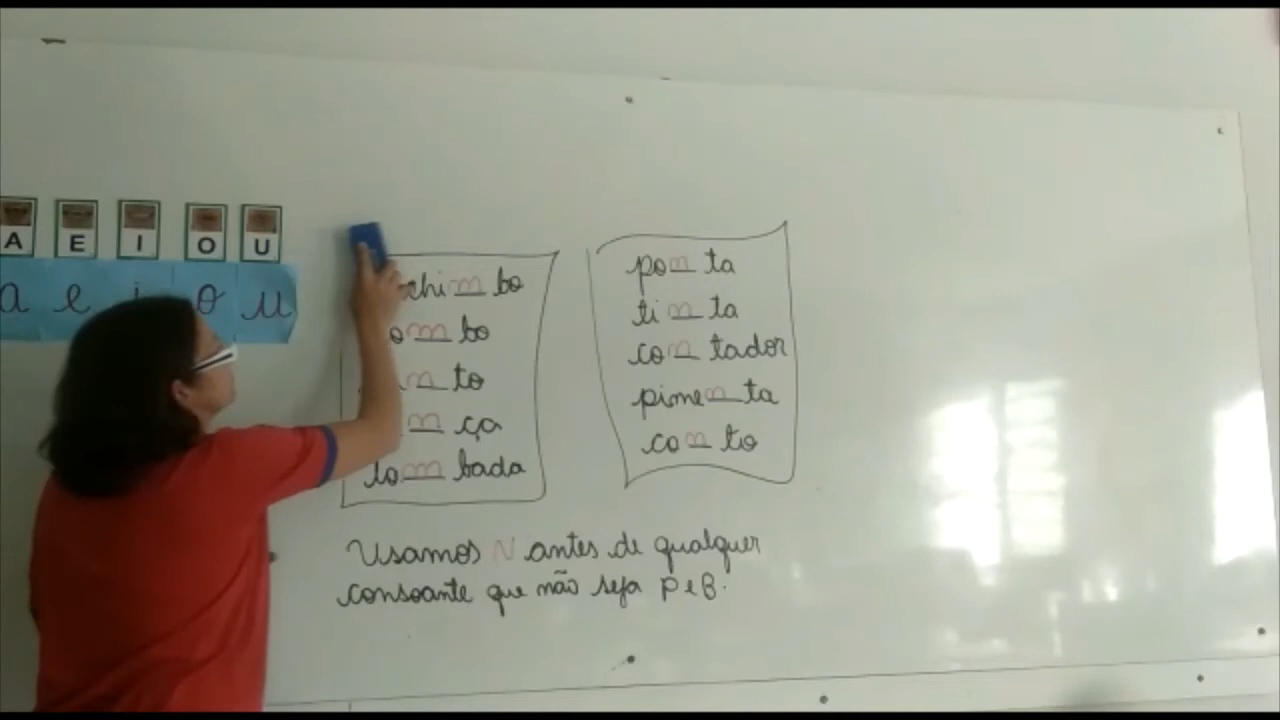 A E I O U
a e i o u
chi m bo
o m bo
n to
m ça
lo m bada
po n ta
ti n ta
co n tador
pime n ta
co n to
Usamos N antes de qualquer
consoante que não seja P e B.